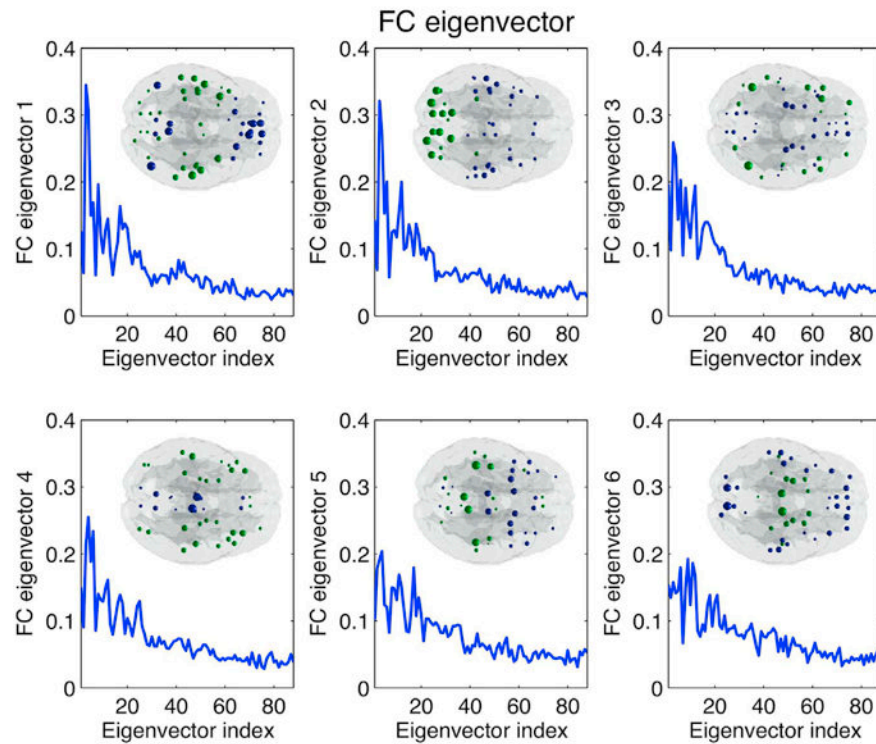 FC eigenvector
FC eigenvector 1
0.4
0.3
0.2
0.1
0
20 40 60 80
Eigenvector index
FC eigenvector 2
0.4
0.3
0.2
0.1
0
20 40 60 80
Eigenvector index
FC eigenvector 3
0.4
0.3
0.2
0.1
0
20 40 60 80
Eigenvector index
FC eigenvector 4
0.4
0.3
0.2
0.1
0
20 40 60 80
Eigenvector index
FC eigenvector 5
0.4
0.3
0.2
0.1
0
20 40 60 80
Eigenvector index
FC eigenvector 6
0.4
0.3
0.2
0.1
0
20 40 60 80
Eigenvector index